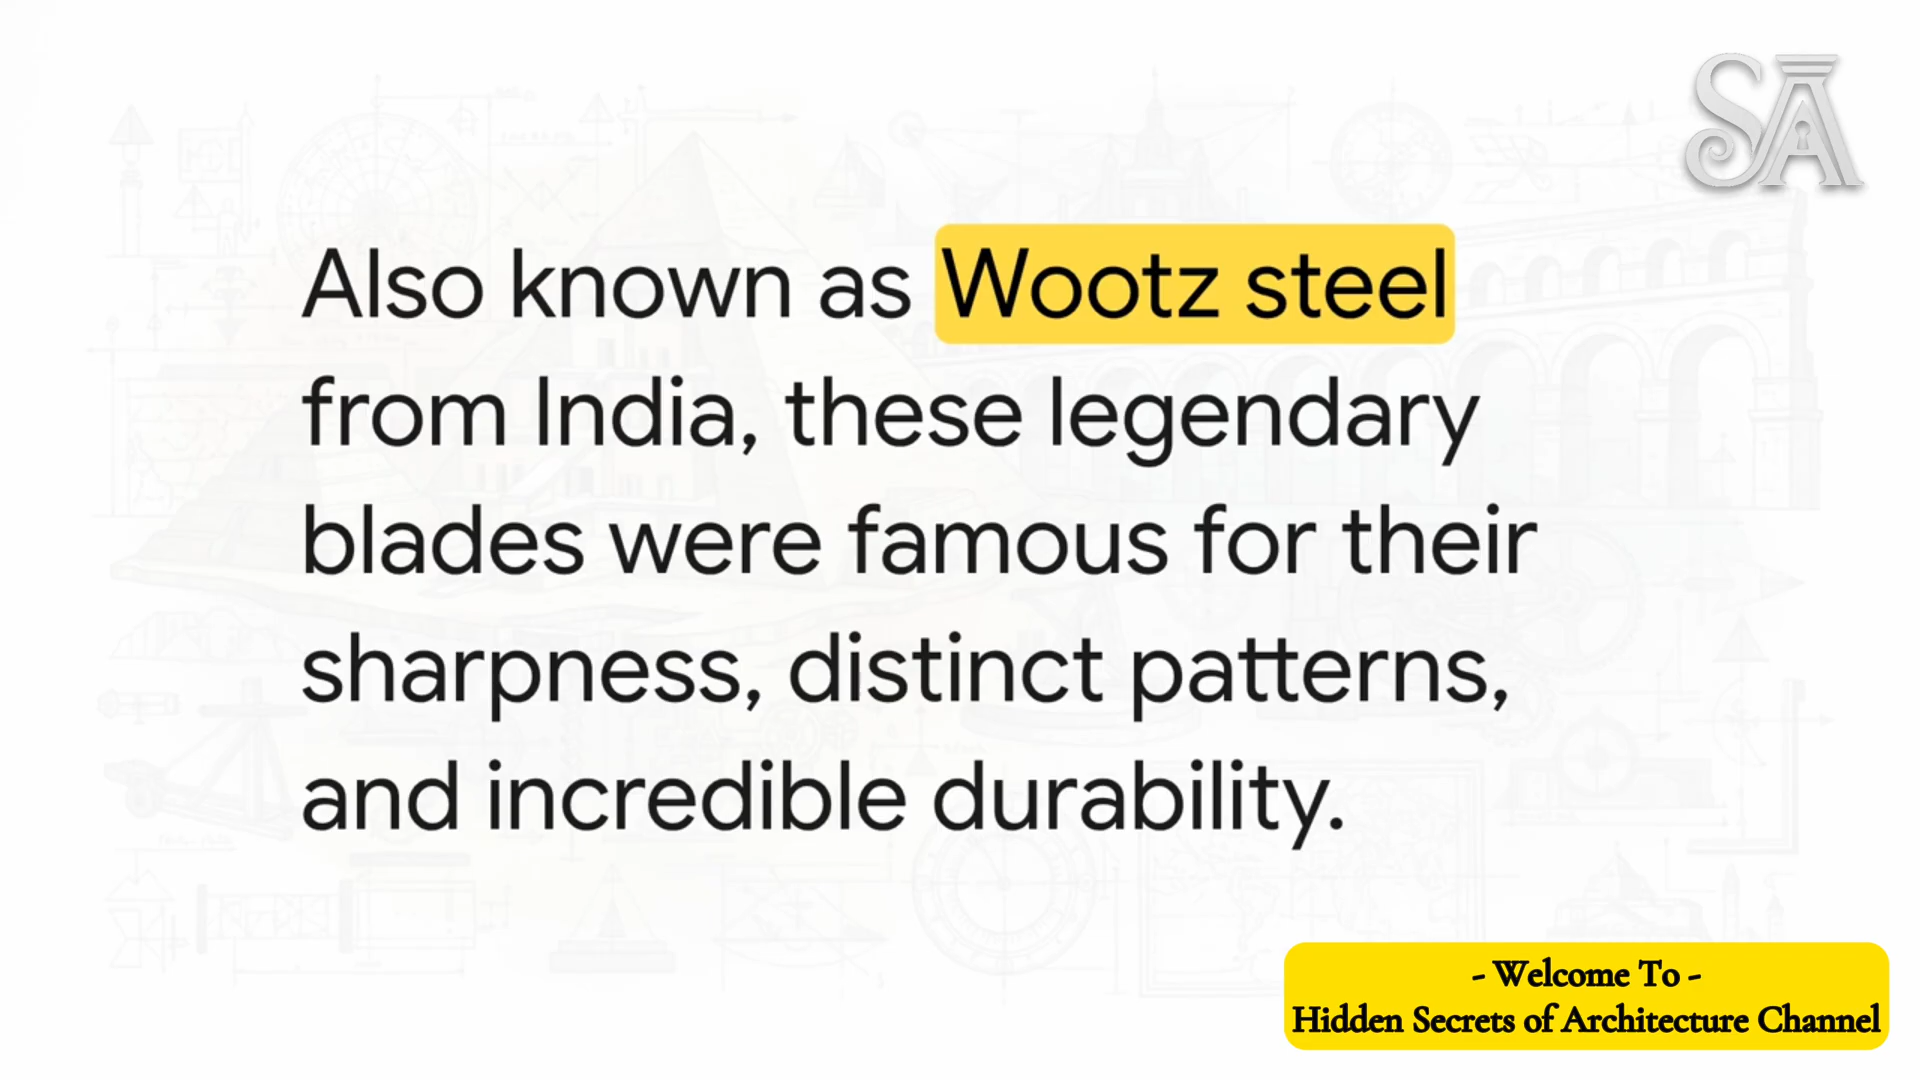 SA
Also known as Wootz steel
from India, these legendary
blades were famous for their
sharpness, distinct patterns,
and incredible durability.
- Welcome To -
Hidden Secrets of Architecture Channel